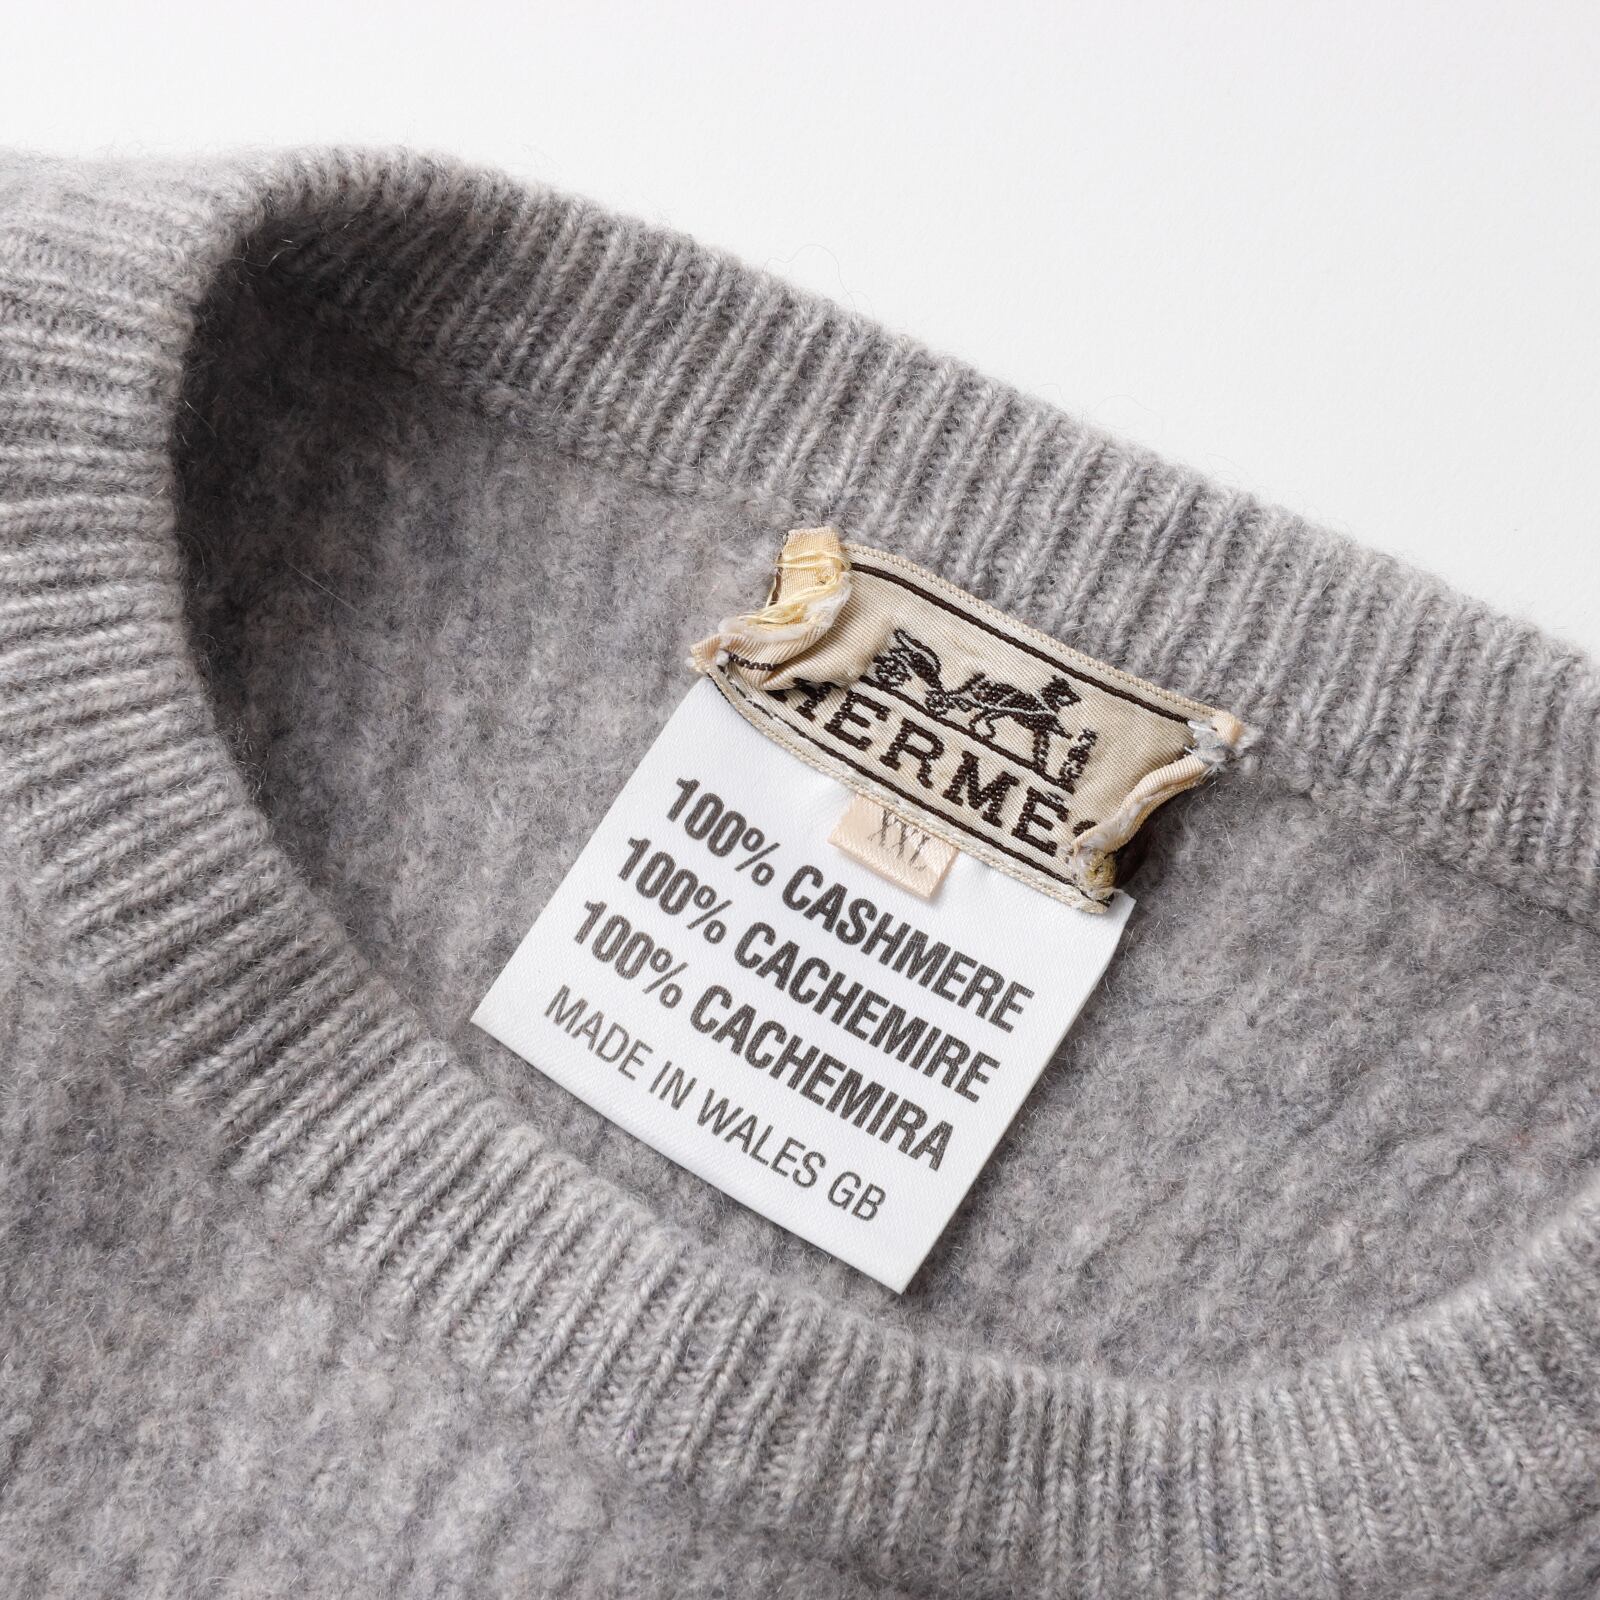 HERMES
XXL
100% CASHMERE
100% CACHEMIRE
100% CACHEMIRA
MADE IN WALES GB